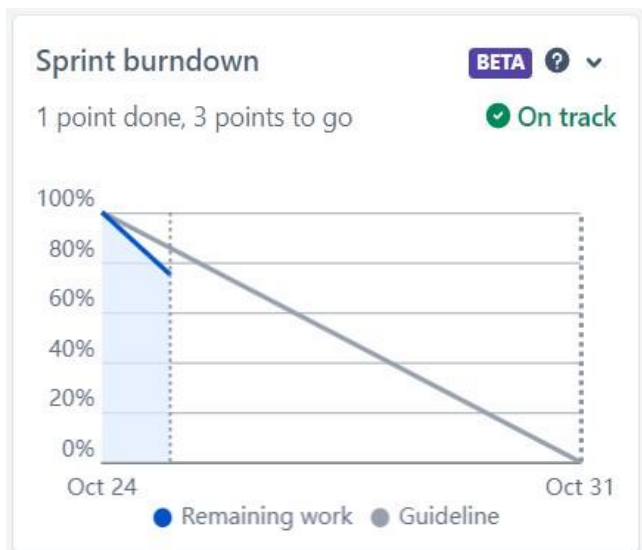 Sprint burndown BETA ?
1 point done, 3 points to go On track
100%
80%
60%
40%
20%
0%
Oct 24 Oct 31
Remaining work Guideline